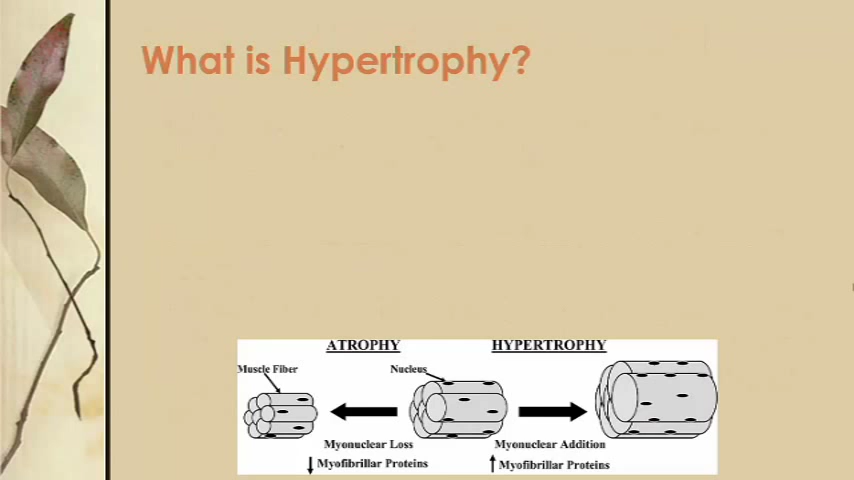 What is Hypertrophy?
ATROPHY HYPERTROPHY
Muscle Fiber Nucleus
Myonuclear Loss Myonuclear Addition
↓ Myofibrillar Proteins ↑ Myofibrillar Proteins